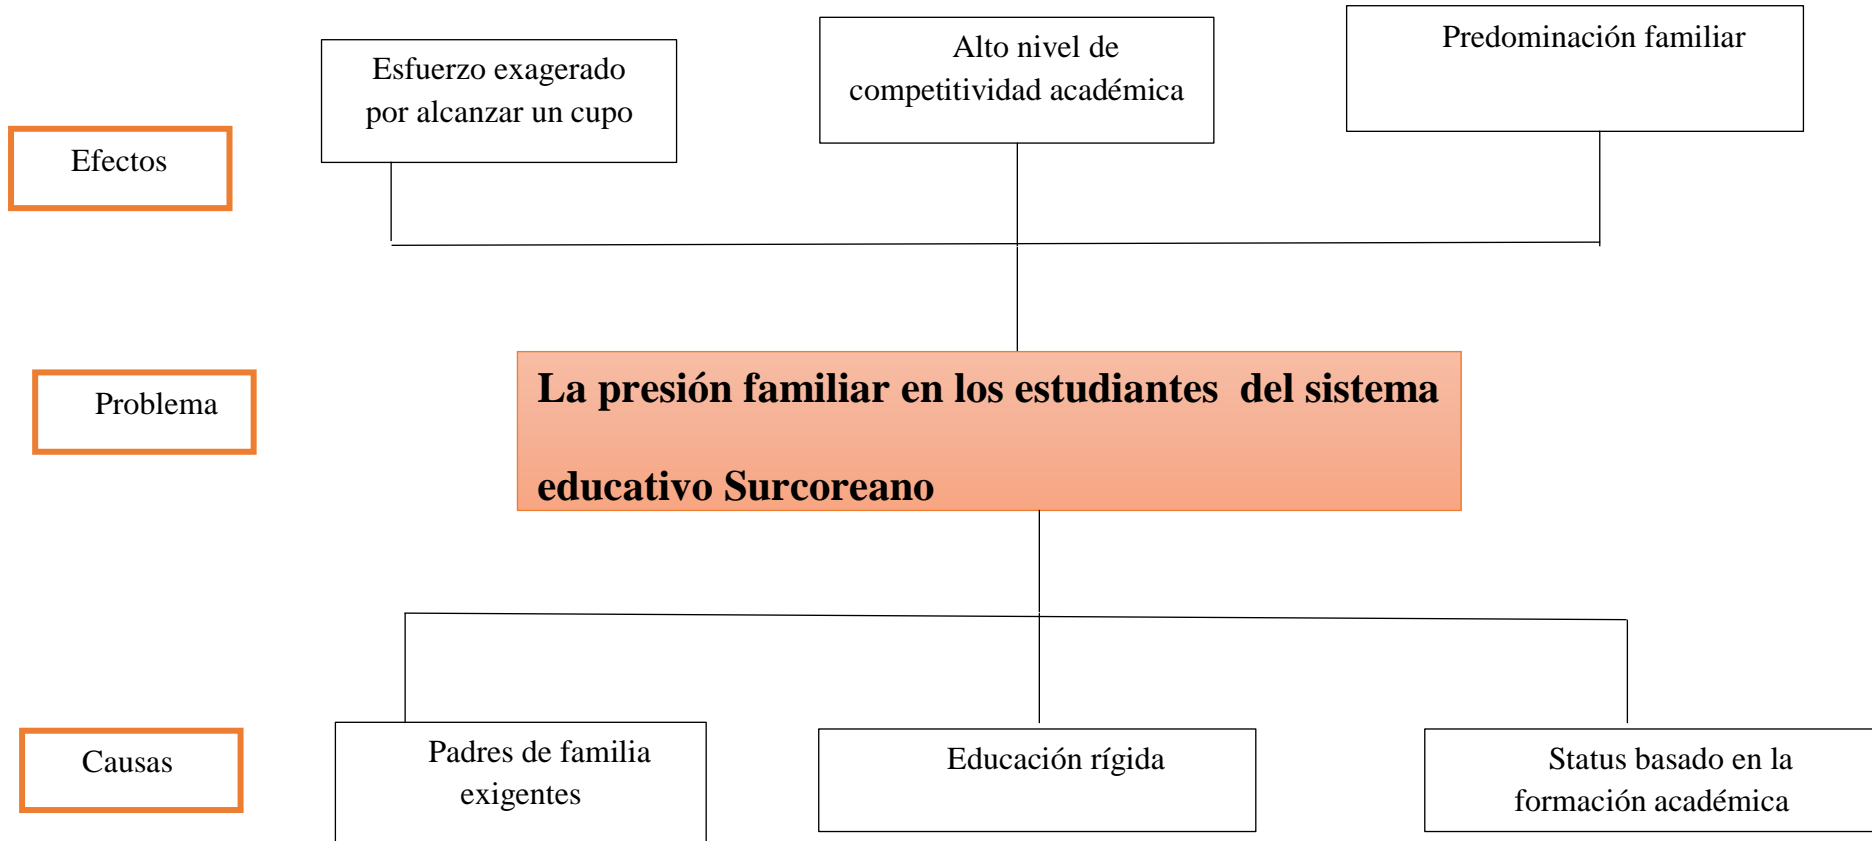 Esfuerzo exagerado
por alcanzar un cupo
Alto nivel de
competitividad académica
Predominación familiar
Efectos
Problema
La presión familiar en los estudiantes  del sistema
educativo Surcoreano
Causas
Padres de familia
exigentes
Educación rígida
Status basado en la
formación académica